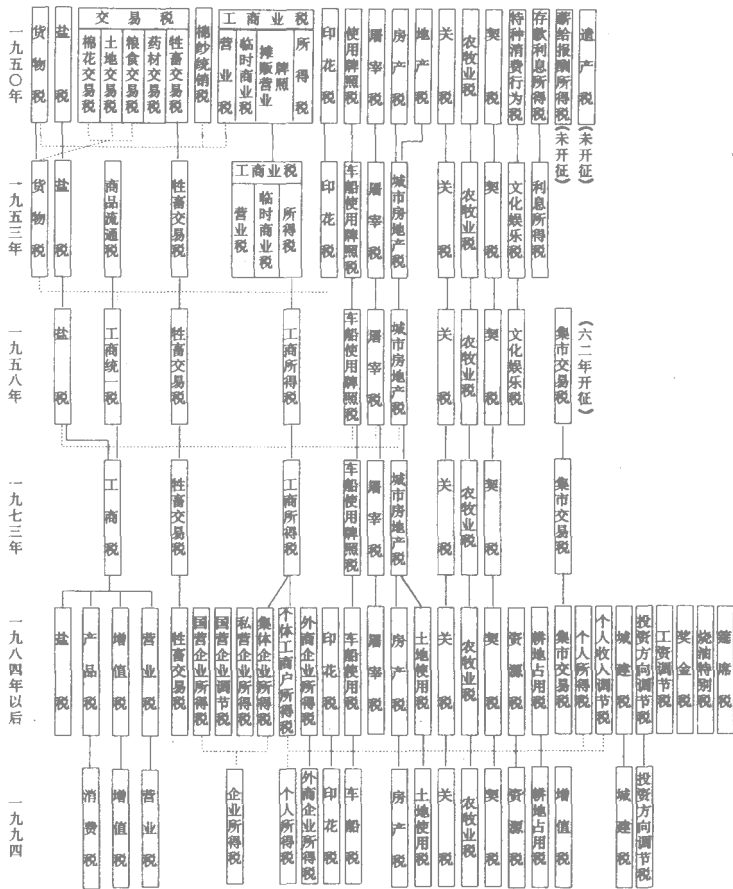 一九五〇年
货物税
盐税
交易税
棉花交易税
土地交易税
粮食交易税
药材交易税
牲畜交易税
棉纱统销税
工商业税
营业税
临时商业税
摊贩营业牌照
所得税
印花税
使用牌照税
屠宰税
房产税
地产税
关税
农牧业税
契税
特种消费行为税
存款利息所得税
薪给报酬所得税
(未开征)
遗产税
(未开征)
一九五三年
货物税
盐税
商品流通税
牲畜交易税
工商业税
营业税
临时商业税
所得税
印花税
车船使用牌照税
屠宰税
城市房地产税
关税
农牧业税
契税
文化娱乐税
利息所得税
一九五八年
盐税
工商统一税
牲畜交易税
工商所得税
车船使用牌照税
屠宰税
城市房地产税
关税
农牧业税
契税
文化娱乐税
集市交易税
(六二年开征)
一九七三年
工商税
牲畜交易税
工商所得税
车船使用牌照税
屠宰税
城市房地产税
关税
农牧业税
契税
集市交易税
一九八四年以后
盐税
产品税
增值税
营业税
牲畜交易税
国营企业所得税
国营企业调节税
私营企业所得税
集体企业所得税
个体工商户所得税
外商企业所得税
印花税
车船使用税
屠宰税
房产税
土地使用税
关税
农牧业税
契税
资源税
耕地占用税
集市交易税
个人所得税
个人收入调节税
城建税
投资方向调节税
工资调节税
奖金税
烧油特别税
筵席税
一九九四
消费税
增值税
营业税
企业所得税
个人所得税
外商企业所得税
印花税
车船税
房产税
土地使用税
关税
农牧业税
契税
资源税
耕地占用税
增值税
城建税
投资方向调节税